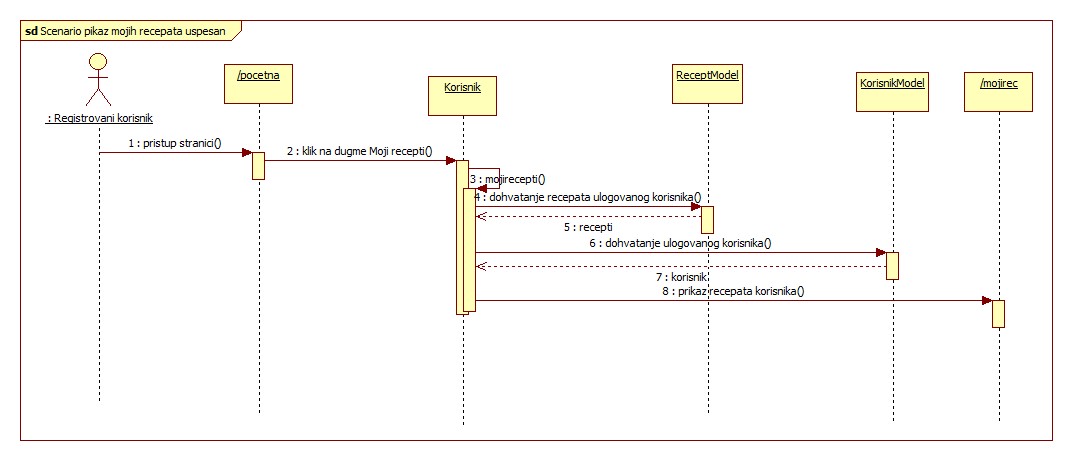 sd Scenario pikaz mojih recepata uspesan
/pocetna
Korisnik
ReceptModel
KorisnikModel
/mojirec
: Registrovani korisnik
1 : pristup stranici()
2 : klik na dugme Moji recepti()
3 : mojirecepti()
4 : dohvatanje recepata ulogovanog korisnika()
5 : recepti
6 : dohvatanje ulogovanog korisnika()
7 : korisnik
8 : prikaz recepata korisnika()